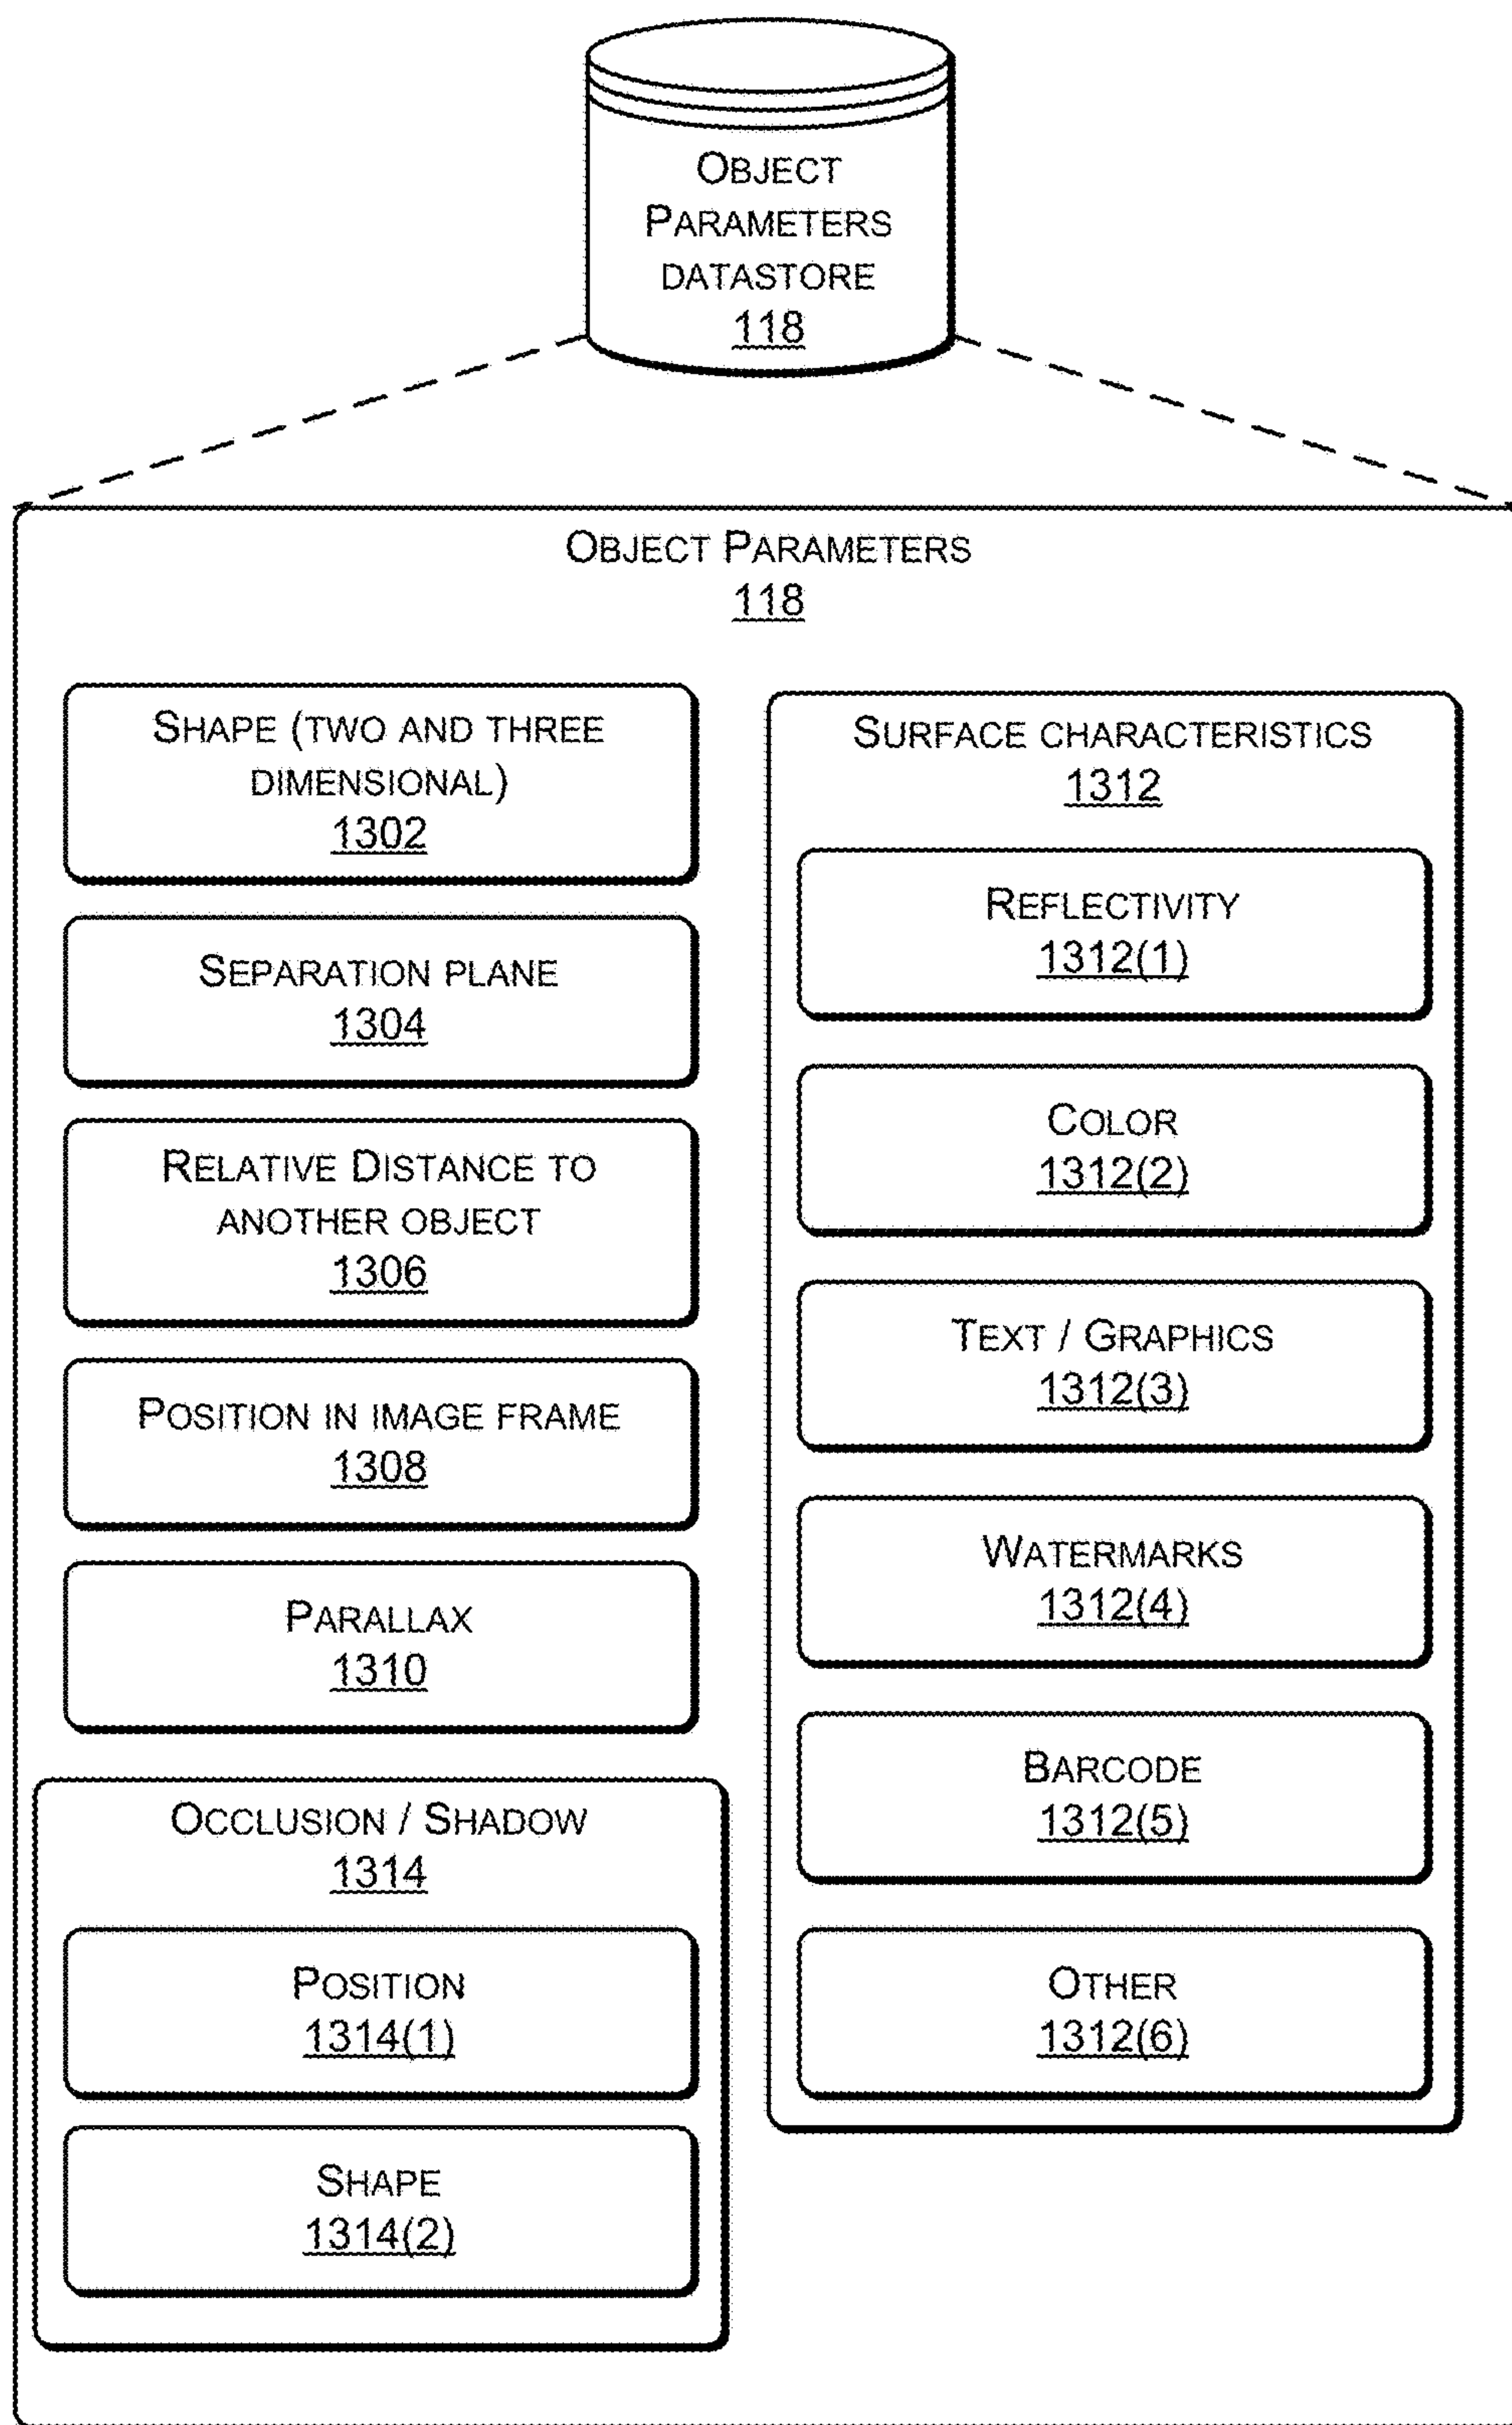 OBJECT
PARAMETERS
DATASTORE
118
OBJECT PARAMETERS
118
SHAPE (TWO AND THREE
DIMENSIONAL)
1302
SEPARATION PLANE
1304
RELATIVE DISTANCE TO
ANOTHER OBJECT
1306
POSITION IN IMAGE FRAME
1308
PARALLAX
1310
OCCLUSION / SHADOW
1314
POSITION
1314(1)
SHAPE
1314(2)
SURFACE CHARACTERISTICS
1312
REFLECTIVITY
1312(1)
COLOR
1312(2)
TEXT / GRAPHICS
1312(3)
WATERMARKS
1312(4)
BARCODE
1312(5)
OTHER
1312(6)